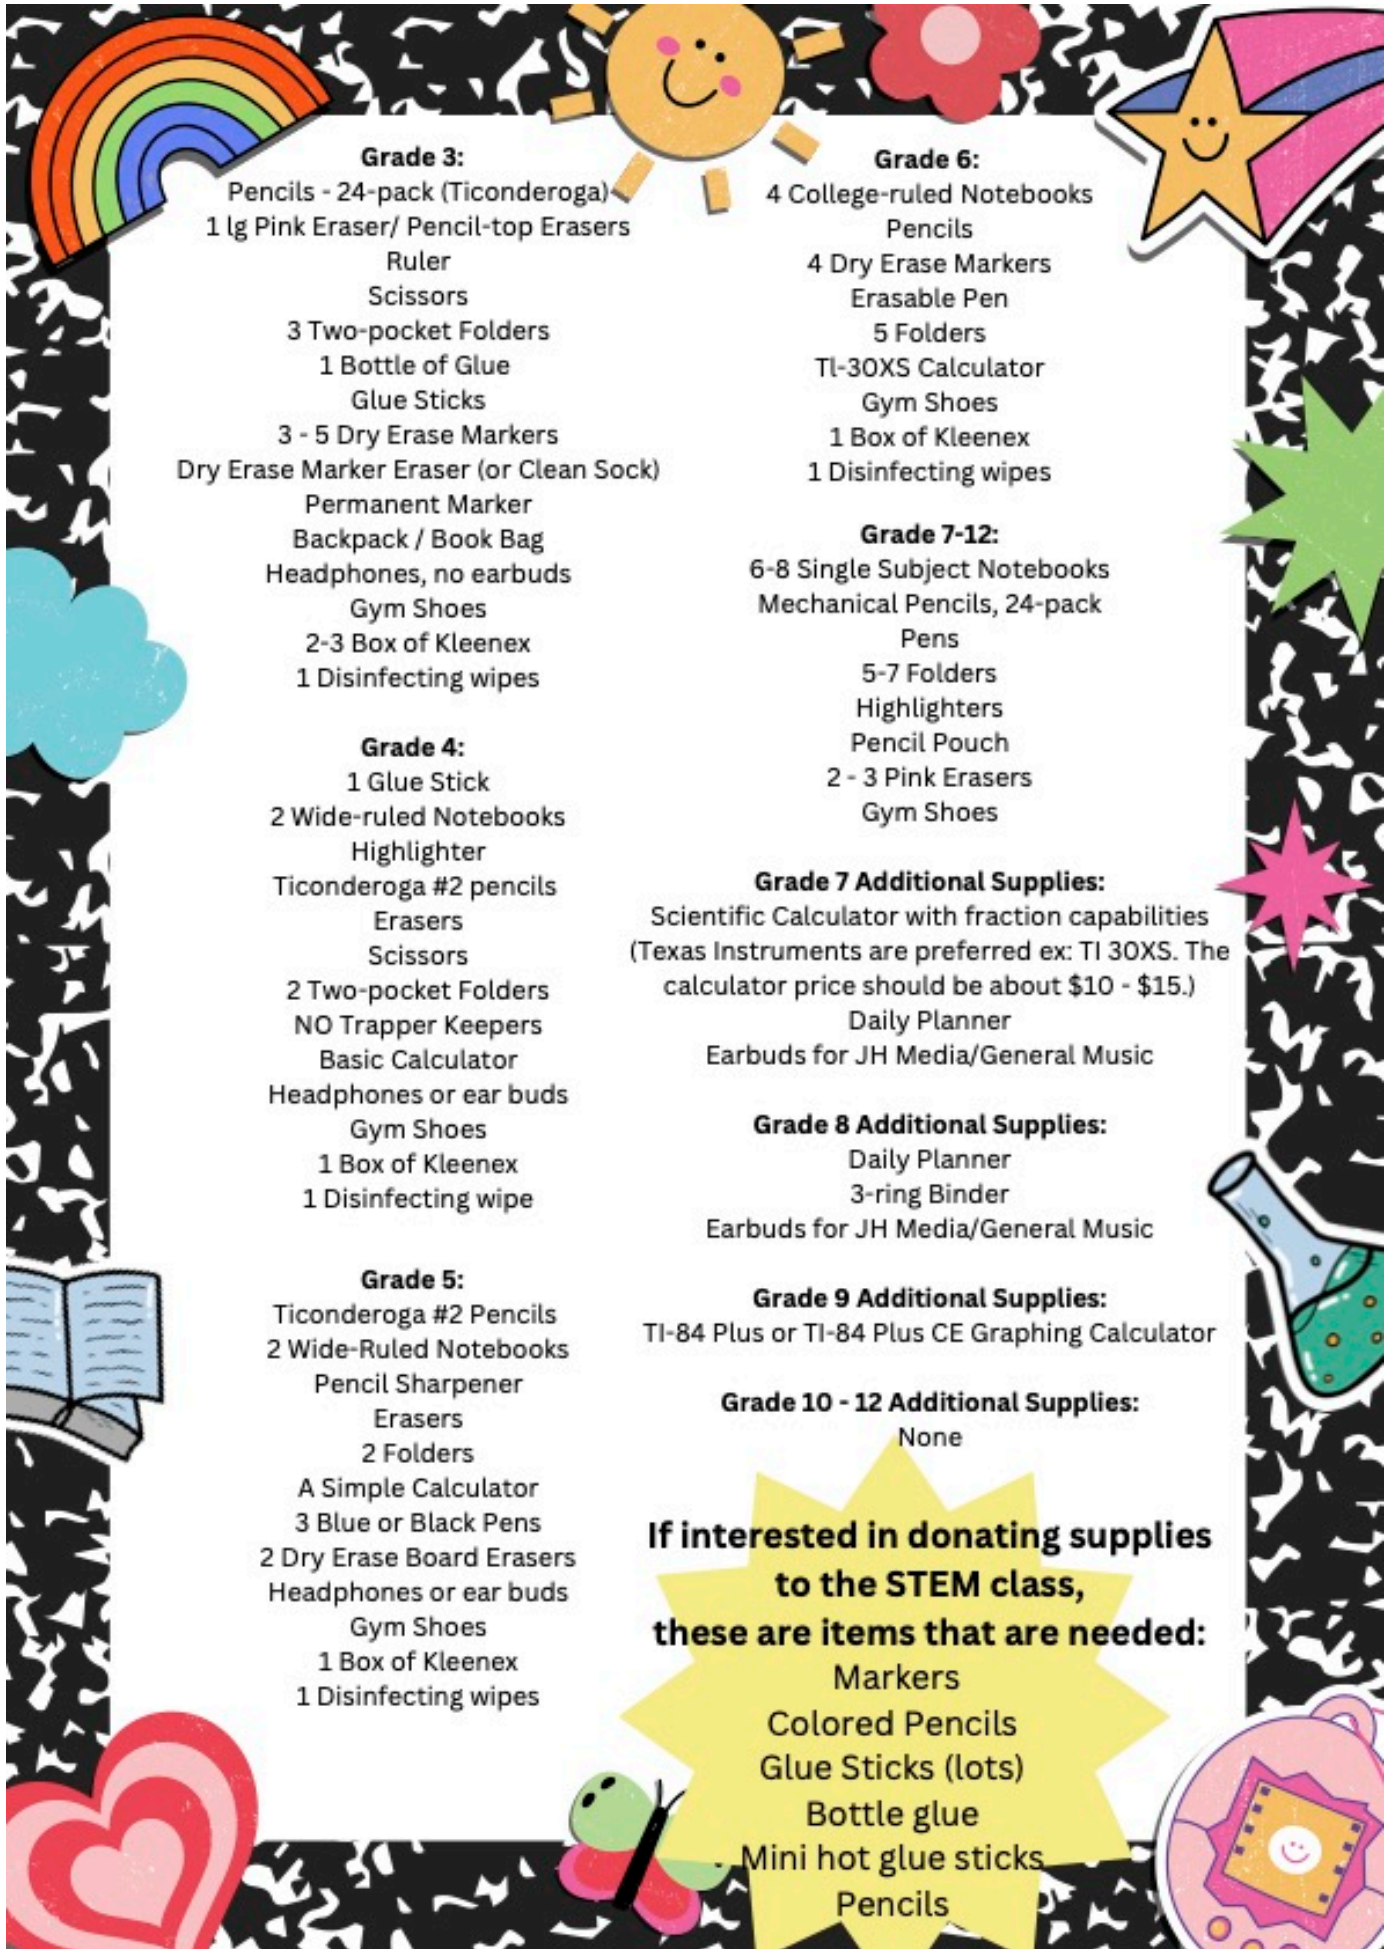 Grade 3:
Pencils - 24-pack (Ticonderoga)
1 lg Pink Eraser/ Pencil-top Erasers
Ruler
Scissors
3 Two-pocket Folders
1 Bottle of Glue
Glue Sticks
3 - 5 Dry Erase Markers
Dry Erase Marker Eraser (or Clean Sock)
Permanent Marker
Backpack / Book Bag
Headphones, no earbuds
Gym Shoes
2-3 Box of Kleenex
1 Disinfecting wipes
Grade 4:
1 Glue Stick
2 Wide-ruled Notebooks
Highlighter
Ticonderoga #2 pencils
Erasers
Scissors
2 Two-pocket Folders
NO Trapper Keepers
Basic Calculator
Headphones or ear buds
Gym Shoes
1 Box of Kleenex
1 Disinfecting wipe
Grade 5:
Ticonderoga #2 Pencils
2 Wide-Ruled Notebooks
Pencil Sharpener
Erasers
2 Folders
A Simple Calculator
3 Blue or Black Pens
2 Dry Erase Board Erasers
Headphones or ear buds
Gym Shoes
1 Box of Kleenex
1 Disinfecting wipes
Grade 6:
4 College-ruled Notebooks
Pencils
4 Dry Erase Markers
Erasable Pen
5 Folders
Tl-30XS Calculator
Gym Shoes
1 Box of Kleenex
1 Disinfecting wipes
Grade 7-12:
6-8 Single Subject Notebooks
Mechanical Pencils, 24-pack
Pens
5-7 Folders
Highlighters
Pencil Pouch
2 - 3 Pink Erasers
Gym Shoes
Grade 7 Additional Supplies:
Scientific Calculator with fraction capabilities
(Texas Instruments are preferred ex: TI 30XS. The
calculator price should be about $10 - $15.)
Daily Planner
Earbuds for JH Media/General Music
Grade 8 Additional Supplies:
Daily Planner
3-ring Binder
Earbuds for JH Media/General Music
Grade 9 Additional Supplies:
TI-84 Plus or TI-84 Plus CE Graphing Calculator
Grade 10 - 12 Additional Supplies:
None
If interested in donating supplies
to the STEM class,
these are items that are needed:
Markers
Colored Pencils
Glue Sticks (lots)
Bottle glue
Mini hot glue sticks
Pencils